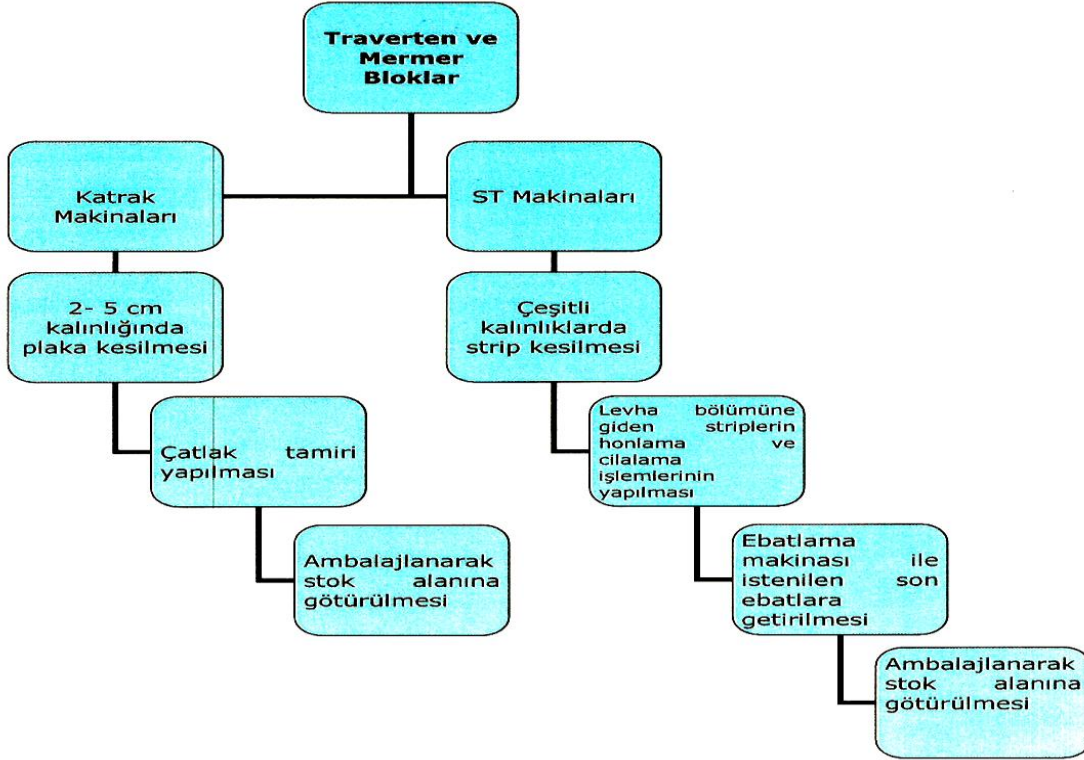 Traverten ve
Mermer
Bloklar
Katrak
Makinaları
ST Makinaları
2- 5 cm
kalınlığında
plaka kesilmesi
Çeşitli
kalınlıklarda
strip kesilmesi
Çatlak tamiri
yapılması
Levha bölümüne
giden striplerin
honlama ve
cilalama
işlemlerinin
yapılması
Ambalajlanarak
stok alanına
götürülmesi
Ebatlama
makinası ile
istenilen son
ebatlara
getirilmesi
Ambalajlanarak
stok alanına
götürülmesi